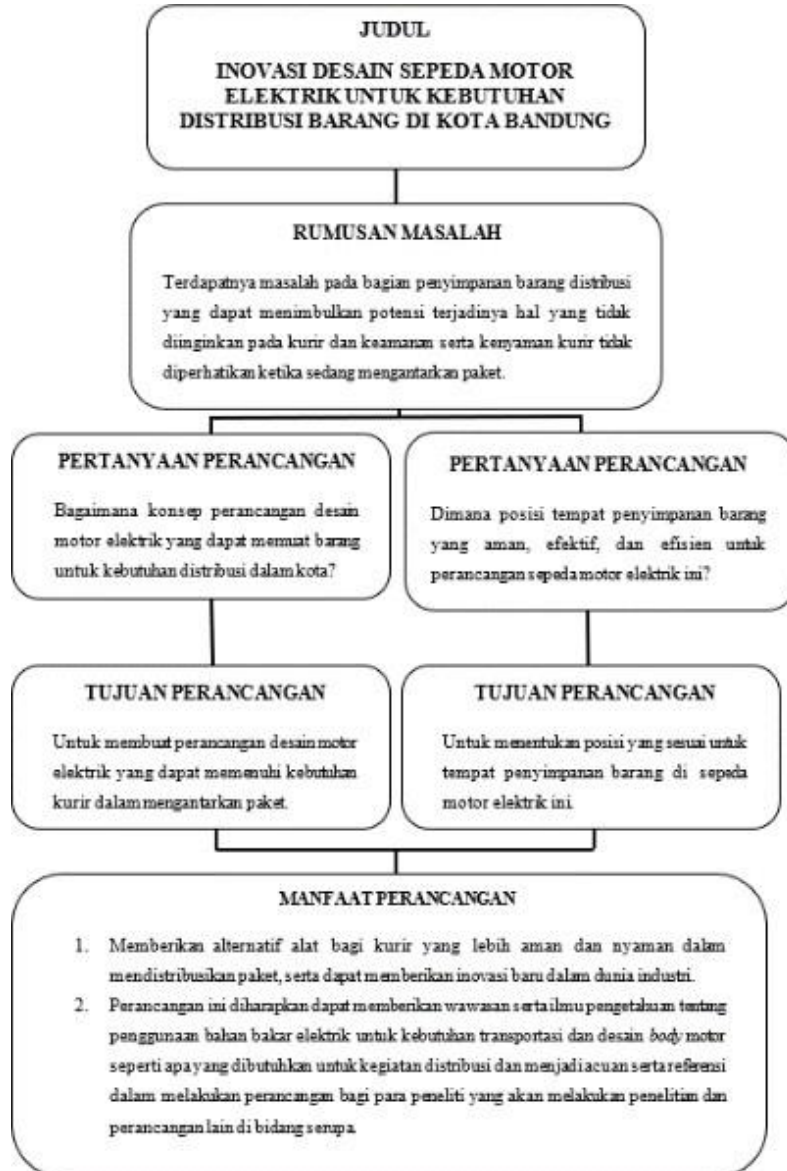 JUDUL
INOVASI DESAIN SEPEDA MOTOR
ELEKTRIK UNTUK KEBUTUHAN
DISTRIBUSI BARANG DI KOTA BANDUNG
RUMUSAN MASALAH
Terdapatnya masalah pada bagian penyimpanan barang distribusi
yang dapat menimbulkan potensi terjadinya hal yang tidak
diinginkan pada kurir dan keamanan serta kenyaman kurir tidak
diperhatikan ketika sedang mengantarkan paket.
PERTANYAAN PERANCANGAN
Bagaimana konsep perancangan desain
motor elektrik yang dapat memuat barang
untuk kebutuhan distribusi dalam kota?
PERTANYAAN PERANCANGAN
Dimana posisi tempat penyimpanan barang
yang aman, efektif, dan efisien untuk
perancangan sepeda motor elektrik ini?
TUJUAN PERANCANGAN
Untuk membuat perancangan desain motor
elektrik yang dapat memenuhi kebutuhan
kurir dalam mengantarkan paket.
TUJUAN PERANCANGAN
Untuk menentukan posisi yang sesuai untuk
tempat penyimpanan barang di sepeda
motor elektrik ini.
MANFAAT PERANCANGAN
1. Memberikan alternatif alat bagi kurir yang lebih aman dan nyaman dalam
mendistribusikan paket, serta dapat memberikan inovasi baru dalam dunia industri.
2. Perancangan ini diharapkan dapat memberikan wawasan serta ilmu pengetahuan tentang
penggunaan bahan bakar elektrik untuk kebutuhan transportasi dan desain body motor
seperti apa yang dibutuhkan untuk kegiatan distribusi dan menjadi acuan serta referensi
dalam melakukan perancangan bagi para peneliti yang akan melakukan penelitian dan
perancangan lain di bidang serupa.